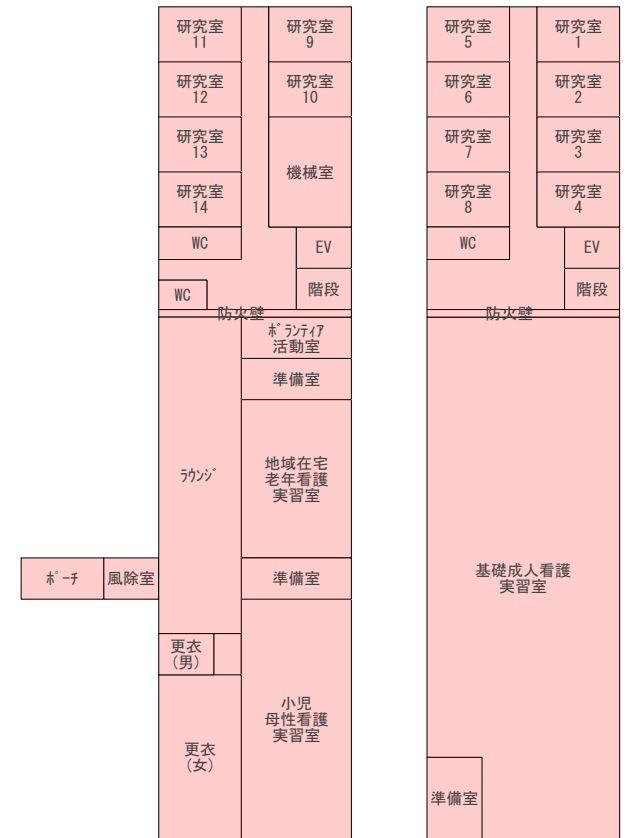 研究室
11
研究室
9
研究室
12
研究室
10
研究室
13
機械室
研究室
14
WC
EV
WC
階段
防火壁
ﾎﾞﾗﾝﾃｨｱ
活動室
準備室
ﾗｳﾝｼﾞ
地域在宅
老年看護
実習室
ﾎﾟｰﾁ
風除室
準備室
更衣
(男)
小児
母性看護
実習室
更衣
(女)
研究室
5
研究室
1
研究室
6
研究室
2
研究室
7
研究室
3
研究室
8
研究室
4
WC
EV
階段
防火壁
基礎成人看護
実習室
準備室